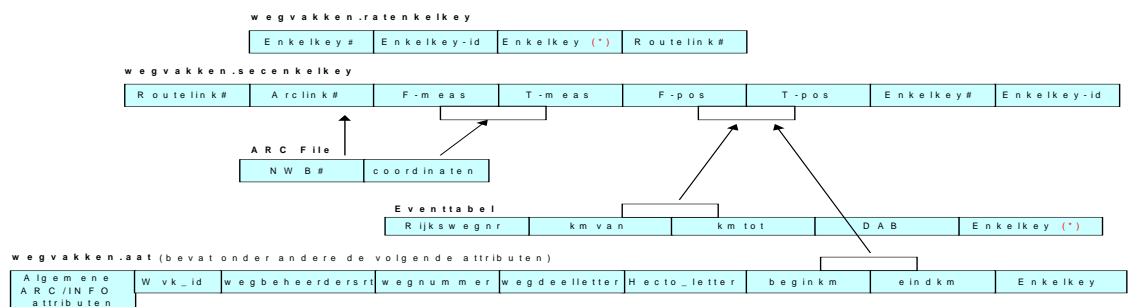 wegvakken.ratenkelkey
Enkelkey# Enkelkey-id Enkelkey (*) Routelink#
wegvakken.secenkelkey
Routelink# Arclink# F-meas T-meas F-pos T-pos Enkelkey# Enkelkey-id
ARC File
NWB# coordinaten
Eventtabel
Rijkswegnr km van km tot DAB Enkelkey (*)
wegvakken.aat (bevat onder andere de volgende attributen)
Algemene ARC/INFO attributen Wvk_id wegbeheerdersrt wegnummer wegdeelletter Hecto_letter beginkm eindkm Enkelkey